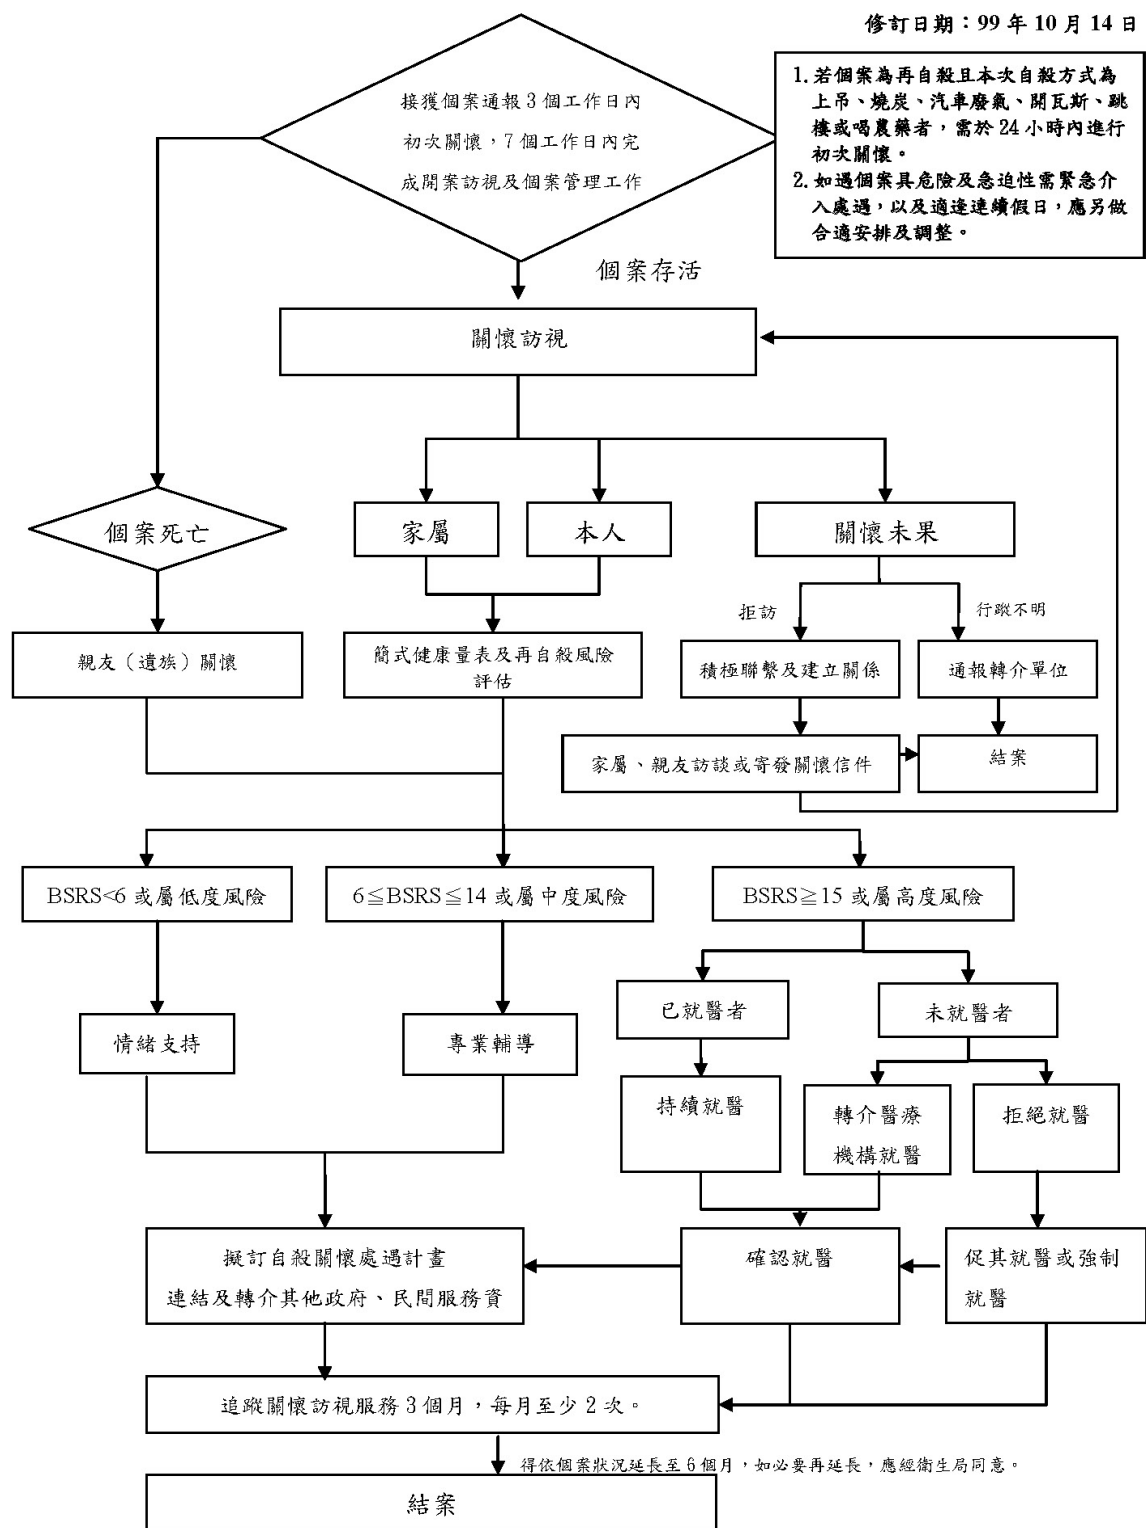 修訂日期：99 年 10 月 14 日
1. 若個案為再自殺且本次自殺方式為
上吊、燒炭、汽車廢氣、開瓦斯、跳
樓或喝農藥者，需於 24 小時內進行
初次關懷。
2. 如遇個案具危險及急迫性需緊急介
入處遇，以及適逢連續假日，應另做
合適安排及調整。
接獲個案通報 3 個工作日內
初次關懷，7 個工作日內完
成開案訪視及個案管理工作
個案存活
關懷訪視
個案死亡
家屬
本人
關懷未果
拒訪
行蹤不明
親友（遺族）關懷
簡式健康量表及再自殺風險
評估
積極聯繫及建立關係
通報轉介單位
家屬、親友訪談或寄發關懷信件
結案
BSRS<6 或屬低度風險
6≦BSRS≦14 或屬中度風險
BSRS≧15 或屬高度風險
已就醫者
未就醫者
情緒支持
專業輔導
持續就醫
轉介醫療
機構就醫
拒絕就醫
擬訂自殺關懷處遇計畫
連結及轉介其他政府、民間服務資
確認就醫
促其就醫或強制
就醫
追蹤關懷訪視服務 3 個月，每月至少 2 次。
得依個案狀況延長至 6 個月，如必要再延長，應經衛生局同意。
結案